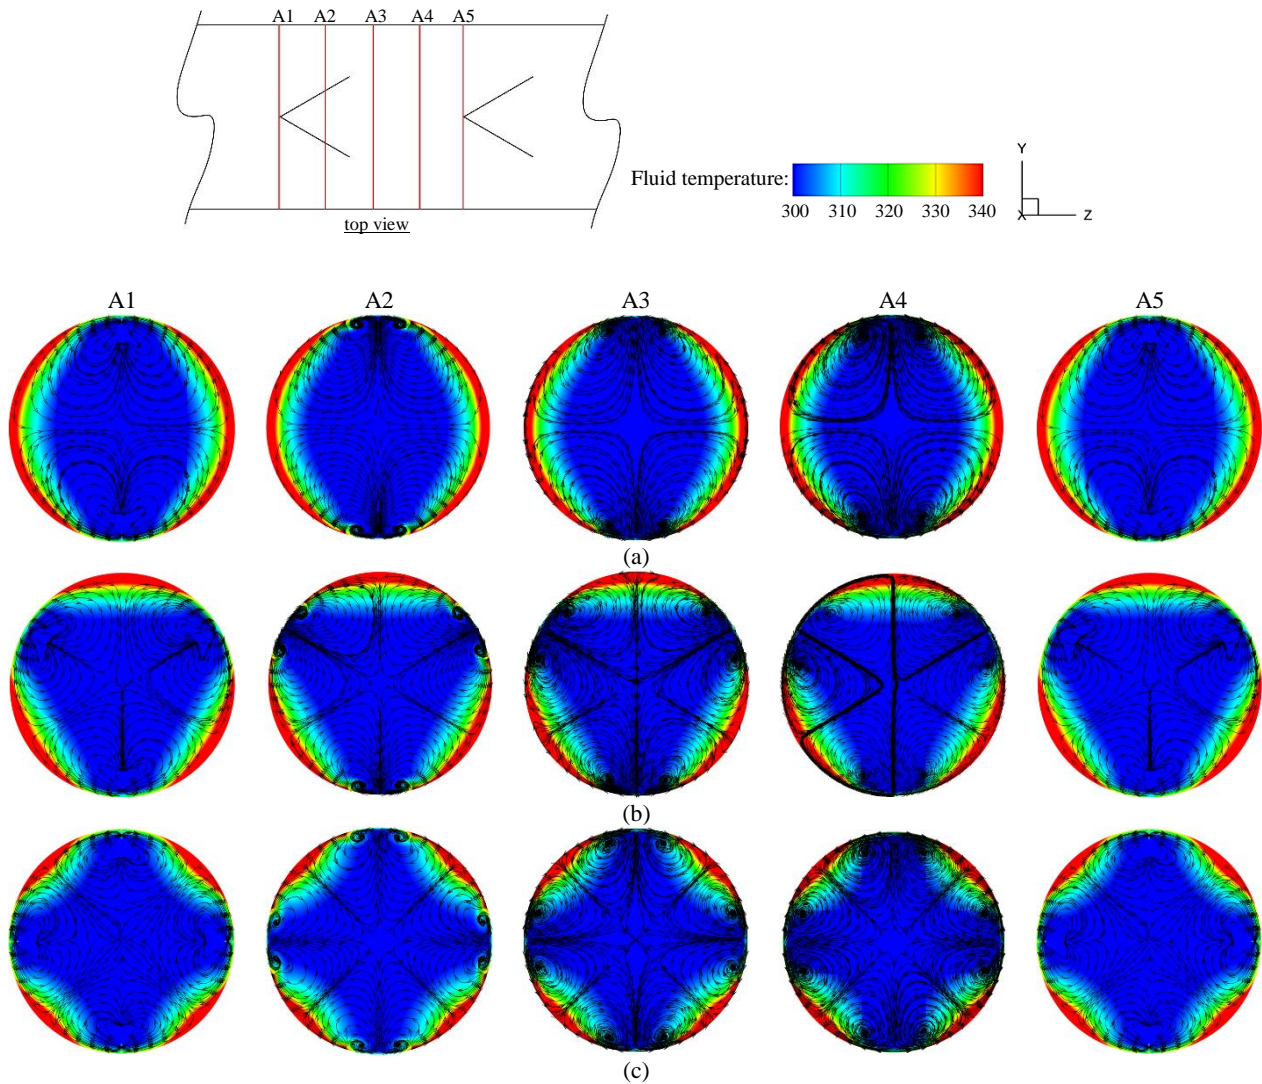 A1 A2 A3 A4 A5
top view
Fluid temperature:
300 310 320 330 340
Y
X
Z
A1 A2 A3 A4 A5
(a)
(b)
(c)